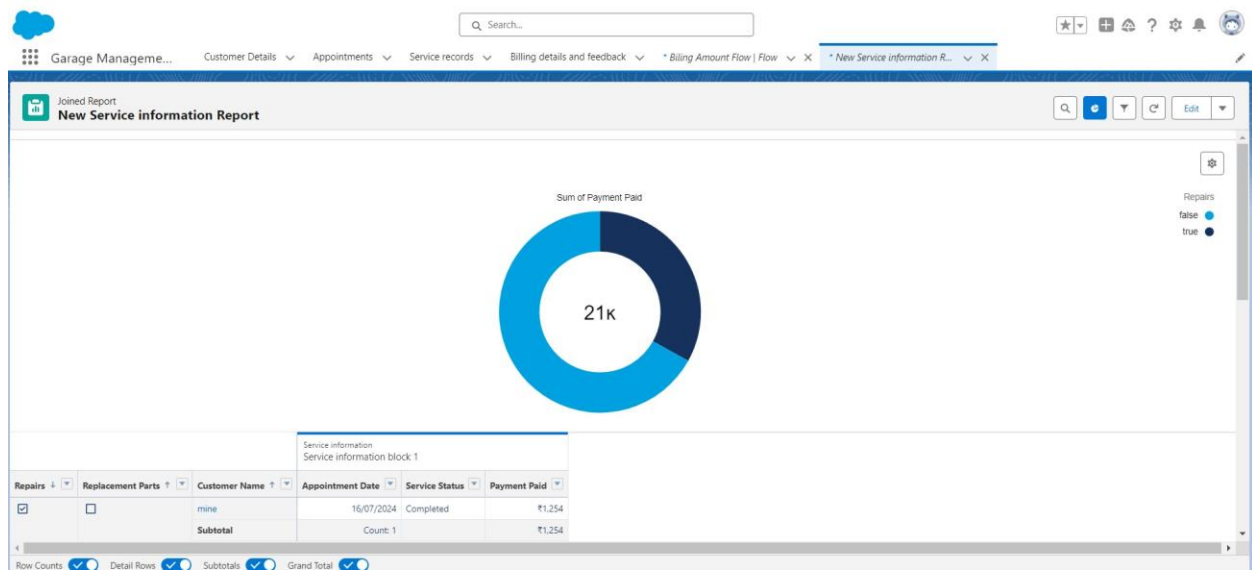 Search...
Garage Manageme...
Customer Details
Appointments
Service records
Billing details and feedback
* Biling Amount Flow | Flow
* New Service information R...
Joined Report
New Service information Report
Edit
Sum of Payment Paid
Repairs
false
true
21K
Service information
Service information block 1
Repairs ↓ Replacement Parts ↑ Customer Name ↑ Appointment Date Service Status Payment Paid
mine 16/07/2024 Completed ₹1,254
Subtotal Count: 1 ₹1,254
Row Counts Detail Rows Subtotals Grand Total